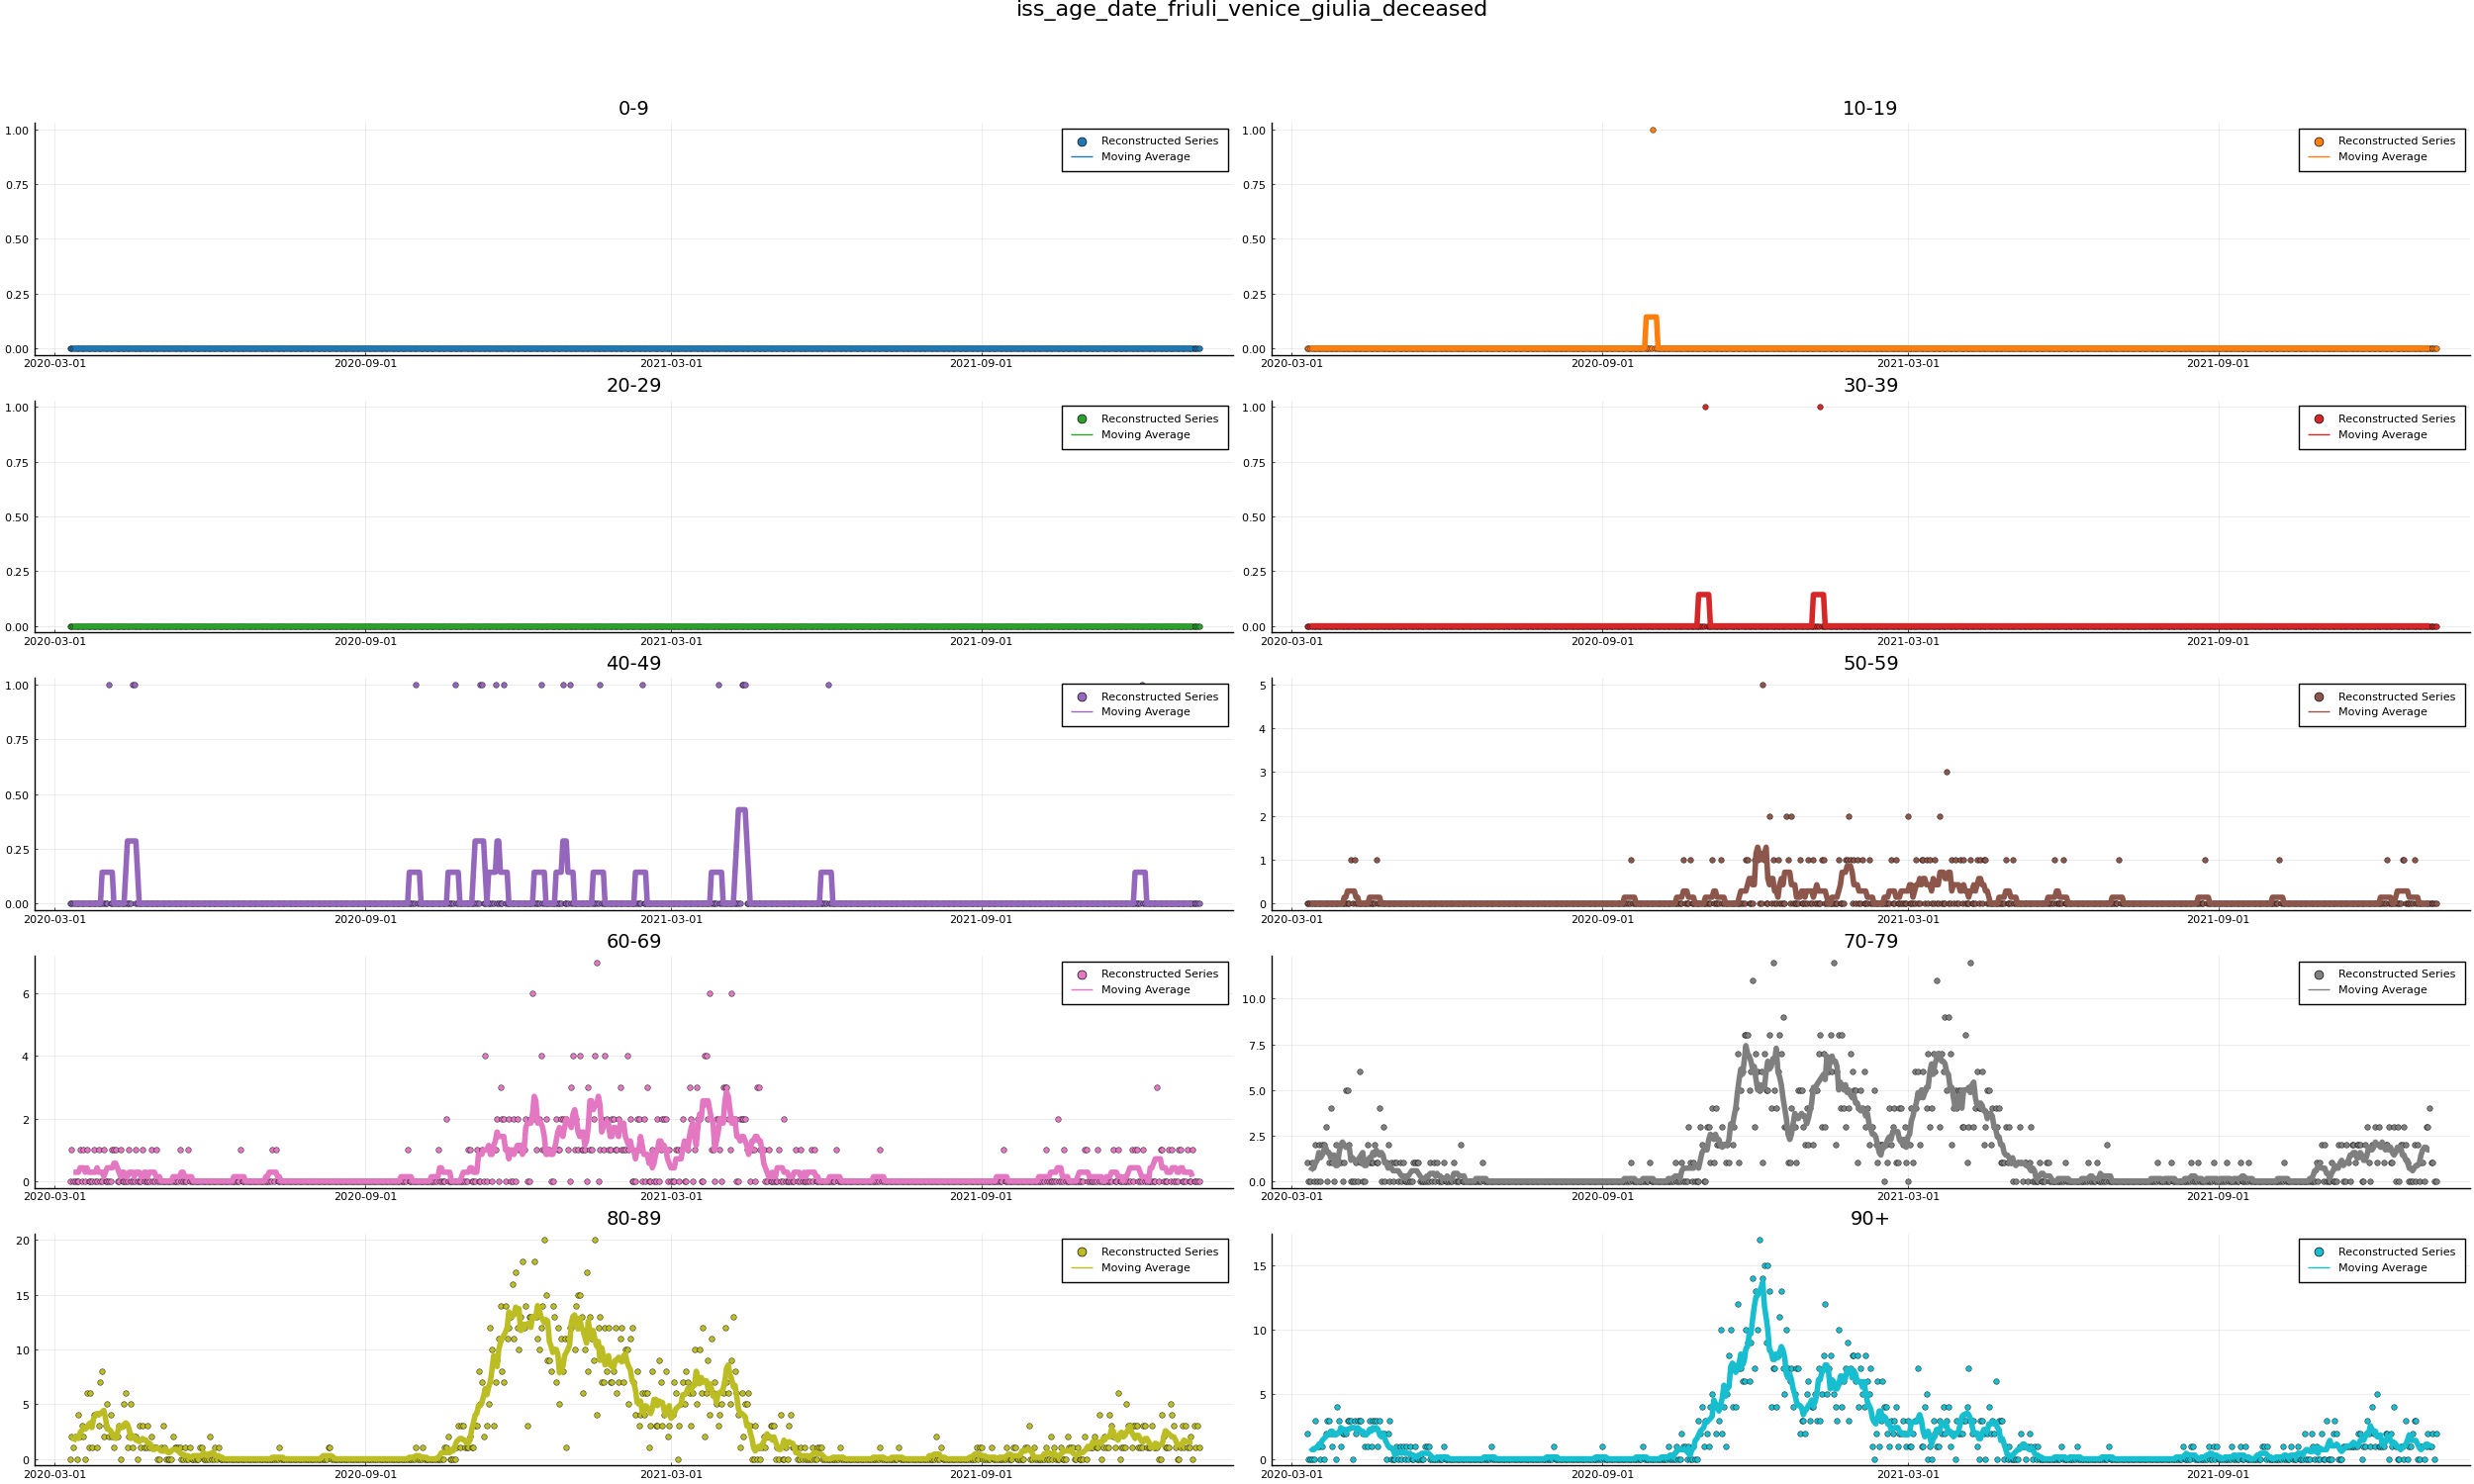 iss_age_date_friuli_venice_giulia_deceased
0-9
1.00
0.75
0.50
0.25
0.00
Reconstructed Series
Moving Average
2020-03-01 2020-09-01 2021-03-01 2021-09-01
10-19
1.00
0.75
0.50
0.25
0.00
Reconstructed Series
Moving Average
2020-03-01 2020-09-01 2021-03-01 2021-09-01
20-29
1.00
0.75
0.50
0.25
0.00
Reconstructed Series
Moving Average
2020-03-01 2020-09-01 2021-03-01 2021-09-01
30-39
1.00
0.75
0.50
0.25
0.00
Reconstructed Series
Moving Average
2020-03-01 2020-09-01 2021-03-01 2021-09-01
40-49
1.00
0.75
0.50
0.25
0.00
Reconstructed Series
Moving Average
2020-03-01 2020-09-01 2021-03-01 2021-09-01
50-59
5
4
3
2
1
0
Reconstructed Series
Moving Average
2020-03-01 2020-09-01 2021-03-01 2021-09-01
60-69
6
4
2
0
Reconstructed Series
Moving Average
2020-03-01 2020-09-01 2021-03-01 2021-09-01
70-79
10.0
7.5
5.0
2.5
0.0
Reconstructed Series
Moving Average
2020-03-01 2020-09-01 2021-03-01 2021-09-01
80-89
20
15
10
5
0
Reconstructed Series
Moving Average
2020-03-01 2020-09-01 2021-03-01 2021-09-01
90+
15
10
5
0
Reconstructed Series
Moving Average
2020-03-01 2020-09-01 2021-03-01 2021-09-01